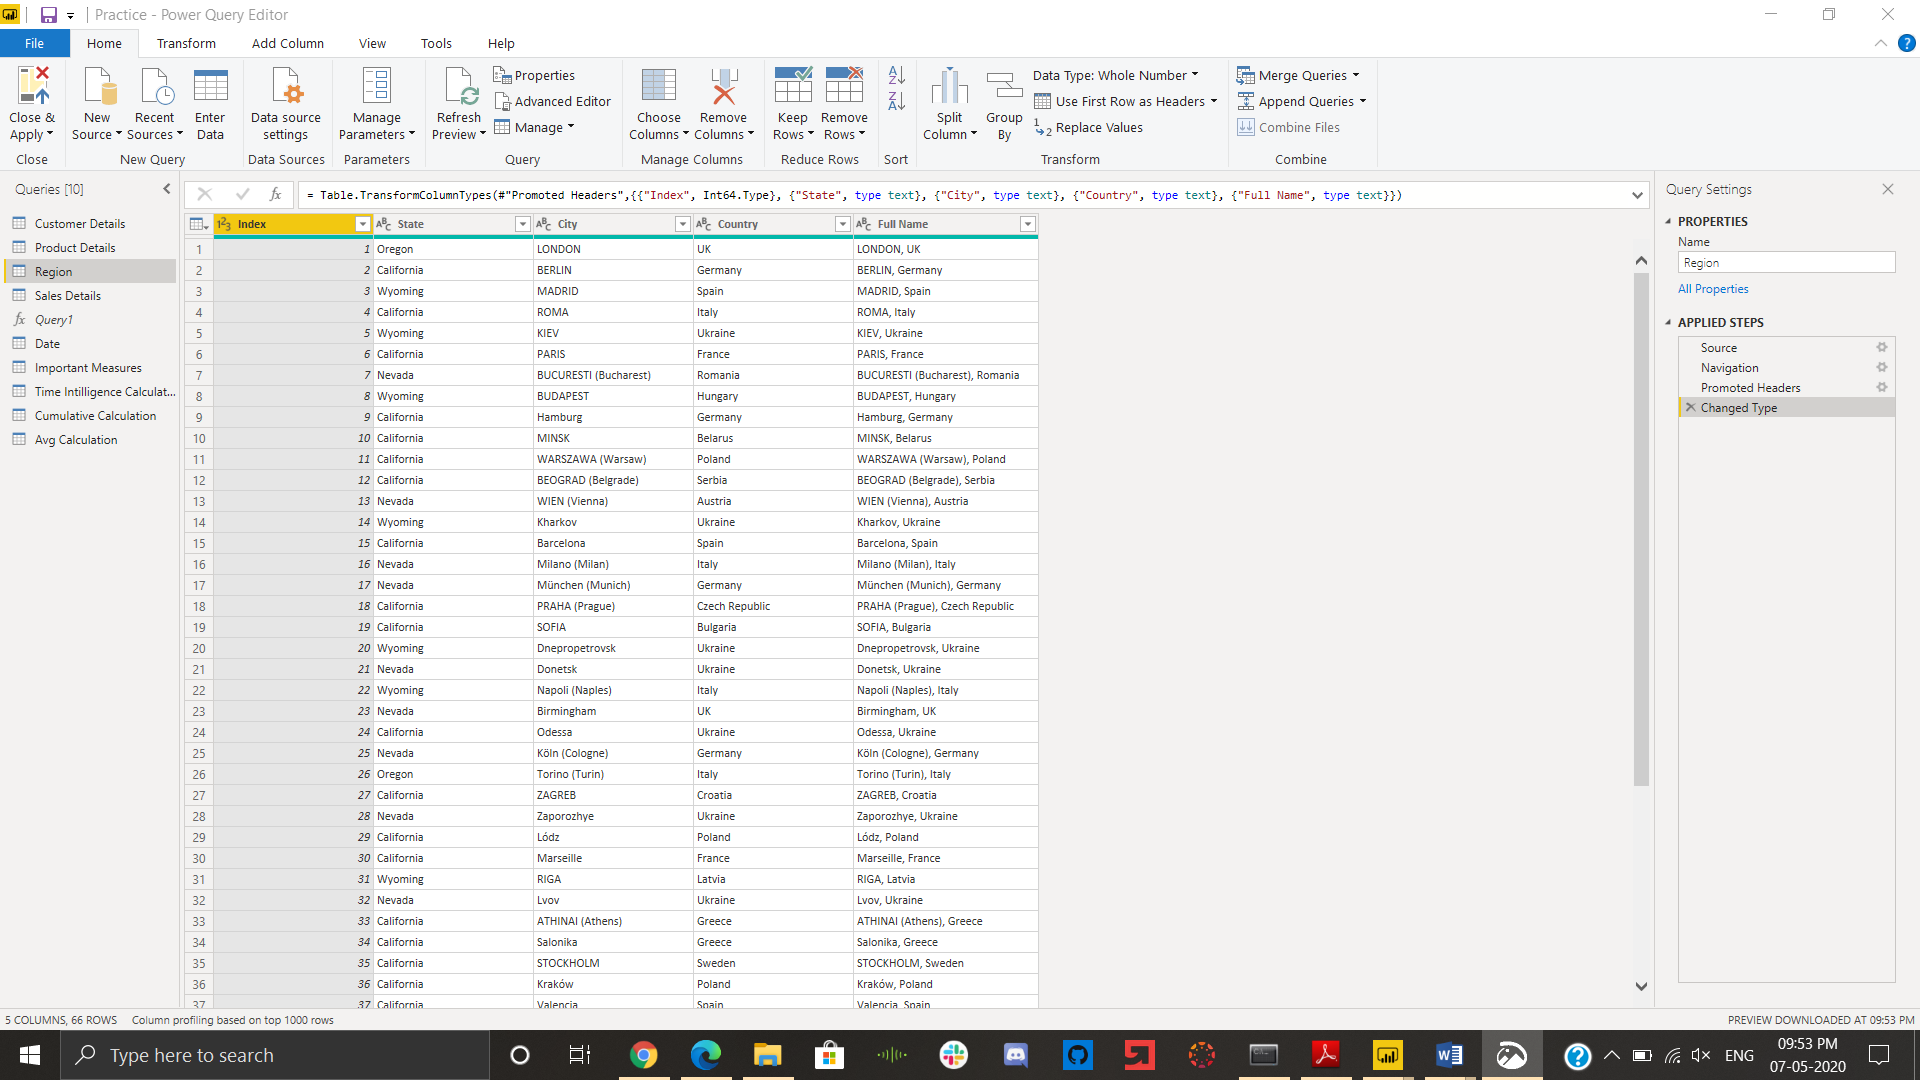 Practice - Power Query Editor
File Home Transform Add Column View Tools Help
Close & Apply
New Source
Recent Sources
Enter Data
Data source settings
Manage Parameters
Refresh Preview
Properties
Advanced Editor
Manage
Choose Columns
Remove Columns
Keep Rows
Remove Rows
Split Column
Group By
Data Type: Whole Number
Use First Row as Headers
Replace Values
Merge Queries
Append Queries
Combine Files
Close New Query Data Sources Parameters Query Manage Columns Reduce Rows Sort Transform Combine
Queries [10]
Customer Details
Product Details
Region
Sales Details
fx Query1
Date
Important Measures
Time Intilligence Calculat...
Cumulative Calculation
Avg Calculation
fx = Table.TransformColumnTypes(#"Promoted Headers",{{"Index", Int64.Type}, {"State", type text}, {"City", type text}, {"Country", type text}, {"Full Name", type text}})
Index State City Country Full Name
1 1 Oregon LONDON UK LONDON, UK
2 2 California BERLIN Germany BERLIN, Germany
3 3 Wyoming MADRID Spain MADRID, Spain
4 4 California ROMA Italy ROMA, Italy
5 5 Wyoming KIEV Ukraine KIEV, Ukraine
6 6 California PARIS France PARIS, France
7 7 Nevada BUCURESTI (Bucharest) Romania BUCURESTI (Bucharest), Romania
8 8 Wyoming BUDAPEST Hungary BUDAPEST, Hungary
9 9 California Hamburg Germany Hamburg, Germany
10 10 California MINSK Belarus MINSK, Belarus
11 11 California WARSZAWA (Warsaw) Poland WARSZAWA (Warsaw), Poland
12 12 California BEOGRAD (Belgrade) Serbia BEOGRAD (Belgrade), Serbia
13 13 Nevada WIEN (Vienna) Austria WIEN (Vienna), Austria
14 14 Wyoming Kharkov Ukraine Kharkov, Ukraine
15 15 California Barcelona Spain Barcelona, Spain
16 16 Nevada Milano (Milan) Italy Milano (Milan), Italy
17 17 Nevada München (Munich) Germany München (Munich), Germany
18 18 California PRAHA (Prague) Czech Republic PRAHA (Prague), Czech Republic
19 19 California SOFIA Bulgaria SOFIA, Bulgaria
20 20 Wyoming Dnepropetrovsk Ukraine Dnepropetrovsk, Ukraine
21 21 Nevada Donetsk Ukraine Donetsk, Ukraine
22 22 Wyoming Napoli (Naples) Italy Napoli (Naples), Italy
23 23 Nevada Birmingham UK Birmingham, UK
24 24 California Odessa Ukraine Odessa, Ukraine
25 25 Nevada Köln (Cologne) Germany Köln (Cologne), Germany
26 26 Oregon Torino (Turin) Italy Torino (Turin), Italy
27 27 California ZAGREB Croatia ZAGREB, Croatia
28 28 Nevada Zaporozhye Ukraine Zaporozhye, Ukraine
29 29 California Lódz Poland Lódz, Poland
30 30 California Marseille France Marseille, France
31 31 Wyoming RIGA Latvia RIGA, Latvia
32 32 Nevada Lvov Ukraine Lvov, Ukraine
33 33 California ATHINAI (Athens) Greece ATHINAI (Athens), Greece
34 34 California Salonika Greece Salonika, Greece
35 35 California STOCKHOLM Sweden STOCKHOLM, Sweden
36 36 California Kraków Poland Kraków, Poland
37 37 California Valencia Spain Valencia, Spain
Query Settings
PROPERTIES
Name
Region
All Properties
APPLIED STEPS
Source
Navigation
Promoted Headers
Changed Type
5 COLUMNS, 66 ROWS Column profiling based on top 1000 rows
PREVIEW DOWNLOADED AT 09:53 PM
Type here to search
ENG
09:53 PM
07-05-2020